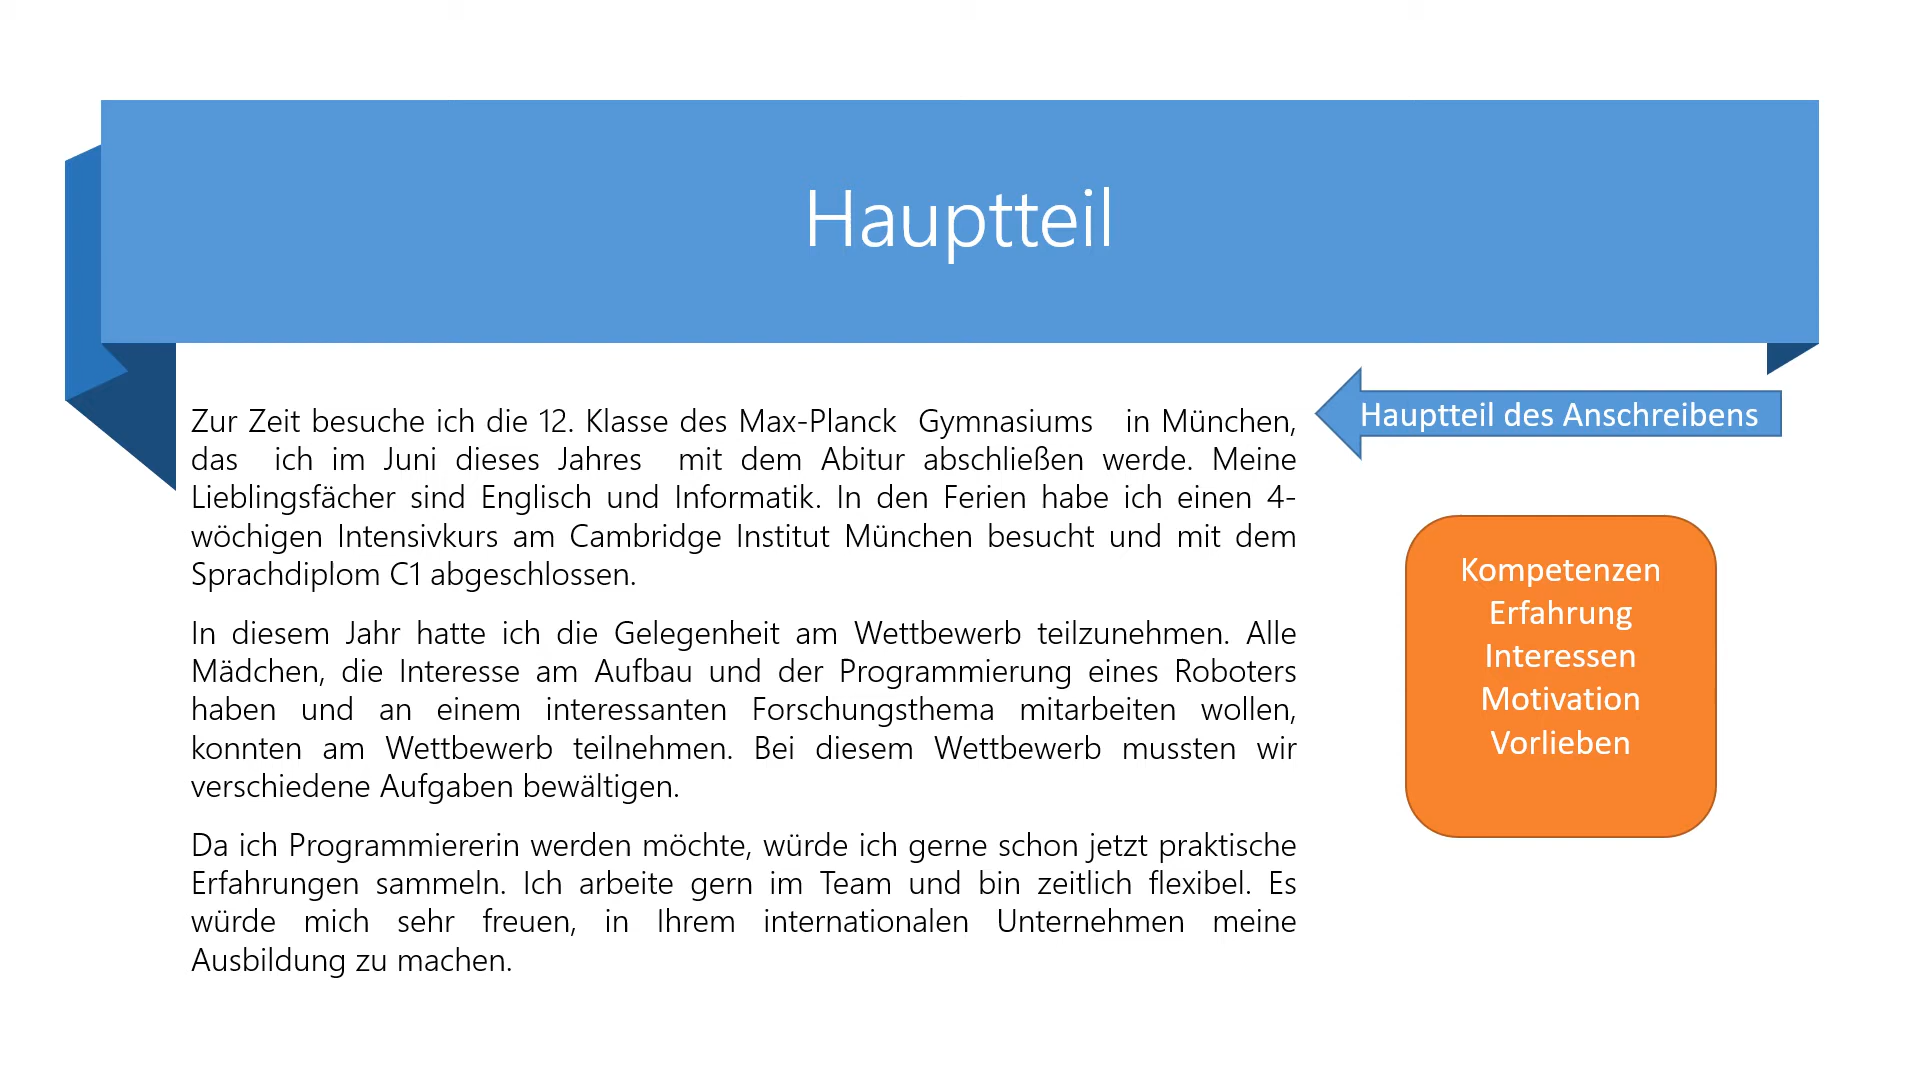 Hauptteil
Zur Zeit besuche ich die 12. Klasse des Max-Planck Gymnasiums in München,
das ich im Juni dieses Jahres mit dem Abitur abschließen werde. Meine
Lieblingsfächer sind Englisch und Informatik. In den Ferien habe ich einen 4-
wöchigen Intensivkurs am Cambridge Institut München besucht und mit dem
Sprachdiplom C1 abgeschlossen.
In diesem Jahr hatte ich die Gelegenheit am Wettbewerb teilzunehmen. Alle
Mädchen, die Interesse am Aufbau und der Programmierung eines Roboters
haben und an einem interessanten Forschungsthema mitarbeiten wollen,
konnten am Wettbewerb teilnehmen. Bei diesem Wettbewerb mussten wir
verschiedene Aufgaben bewältigen.
Da ich Programmiererin werden möchte, würde ich gerne schon jetzt praktische
Erfahrungen sammeln. Ich arbeite gern im Team und bin zeitlich flexibel. Es
würde mich sehr freuen, in Ihrem internationalen Unternehmen meine
Ausbildung zu machen.
Hauptteil des Anschreibens
Kompetenzen
Erfahrung
Interessen
Motivation
Vorlieben